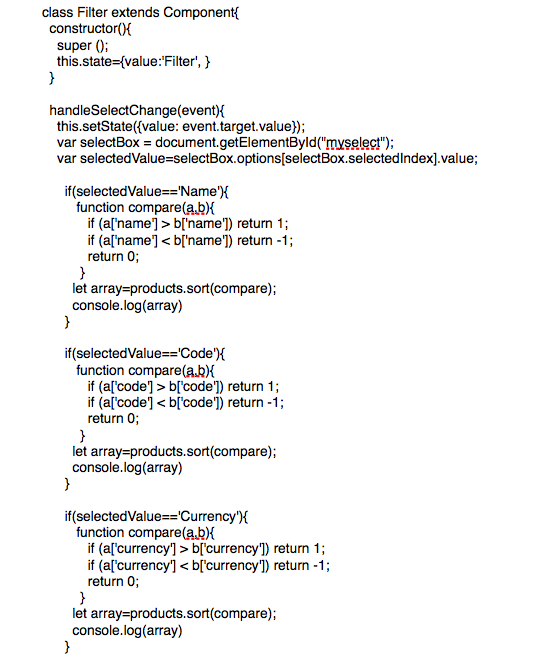 class Filter extends Component{
constructor(){
super ();
this.state={value:'Filter', }
}
handleSelectChange(event){
this.setState({value: event.target.value});
var selectBox = document.getElementById("myselect");
var selectedValue=selectBox.options[selectBox.selectedIndex].value;
if(selectedValue=='Name'){
function compare(a,b){
if (a['name'] > b['name']) return 1;
if (a['name'] < b['name']) return -1;
return 0;
}
let array=products.sort(compare);
console.log(array)
}
if(selectedValue=='Code'){
function compare(a,b){
if (a['code'] > b['code']) return 1;
if (a['code'] < b['code']) return -1;
return 0;
}
let array=products.sort(compare);
console.log(array)
}
if(selectedValue=='Currency'){
function compare(a,b){
if (a['currency'] > b['currency']) return 1;
if (a['currency'] < b['currency']) return -1;
return 0;
}
let array=products.sort(compare);
console.log(array)
}